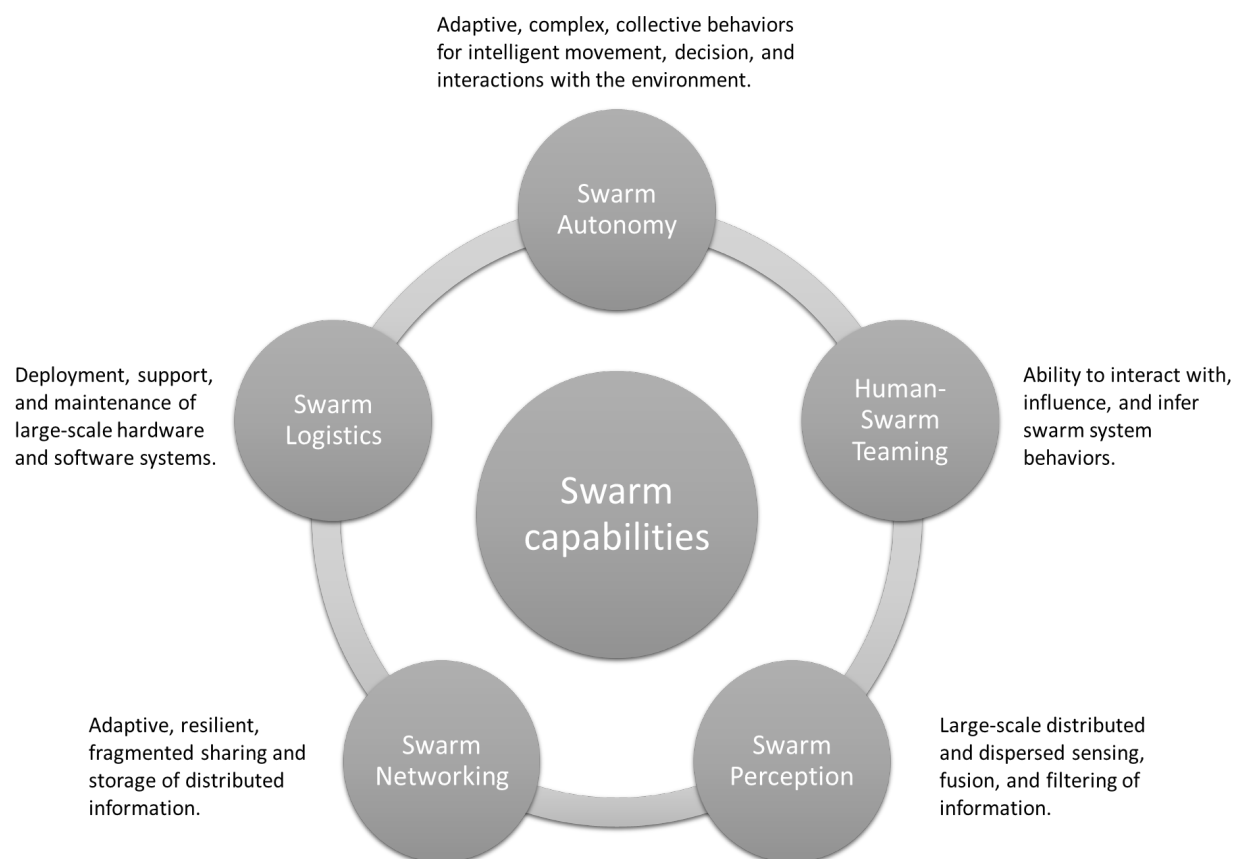 Adaptive, complex, collective behaviors
for intelligent movement, decision, and
interactions with the environment.
Swarm
Autonomy
Deployment, support,
and maintenance of
large-scale hardware
and software systems.
Swarm
Logistics
Human-
Swarm
Teaming
Ability to interact with,
influence, and infer
swarm system
behaviors.
Swarm
capabilities
Adaptive, resilient,
fragmented sharing and
storage of distributed
information.
Swarm
Networking
Swarm
Perception
Large-scale distributed
and dispersed sensing,
fusion, and filtering of
information.